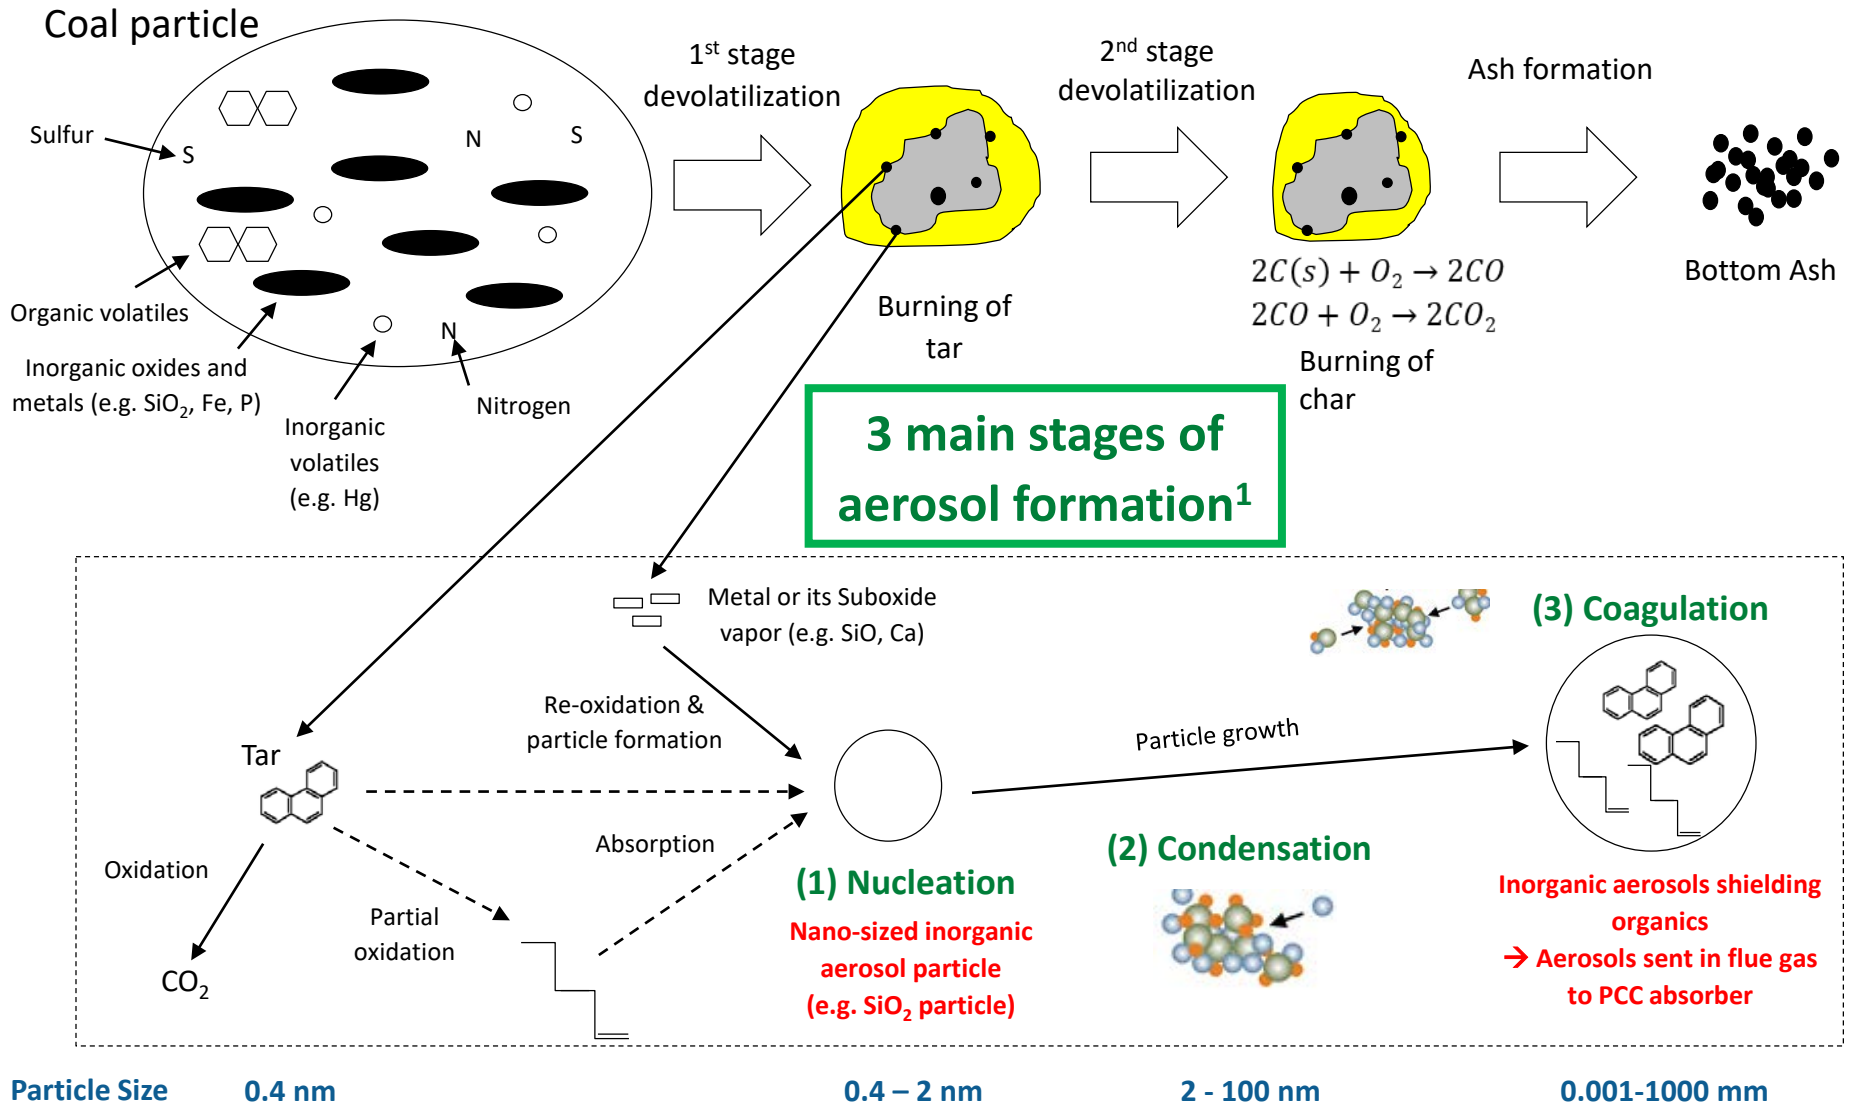 Coal particle
1st stage
devolatilization
2nd stage
devolatilization
Ash formation
Sulfur
S
N
S
N
Organic volatiles
Inorganic oxides and
metals (e.g. SiO2, Fe, P)
Inorganic
volatiles
(e.g. Hg)
Nitrogen
Burning of
tar
2C(s) + O2 → 2CO
2CO + O2 → 2CO2
Burning of
char
Bottom Ash
3 main stages of
aerosol formation1
Metal or its Suboxide
vapor (e.g. SiO, Ca)
(3) Coagulation
Re-oxidation &
particle formation
Particle growth
Tar
Oxidation
Absorption
Partial
oxidation
CO2
(1) Nucleation
Nano-sized inorganic
aerosol particle
(e.g. SiO2 particle)
(2) Condensation
Inorganic aerosols shielding
organics
→ Aerosols sent in flue gas
to PCC absorber
Particle Size
0.4 nm
0.4 – 2 nm
2 - 100 nm
0.001-1000 mm